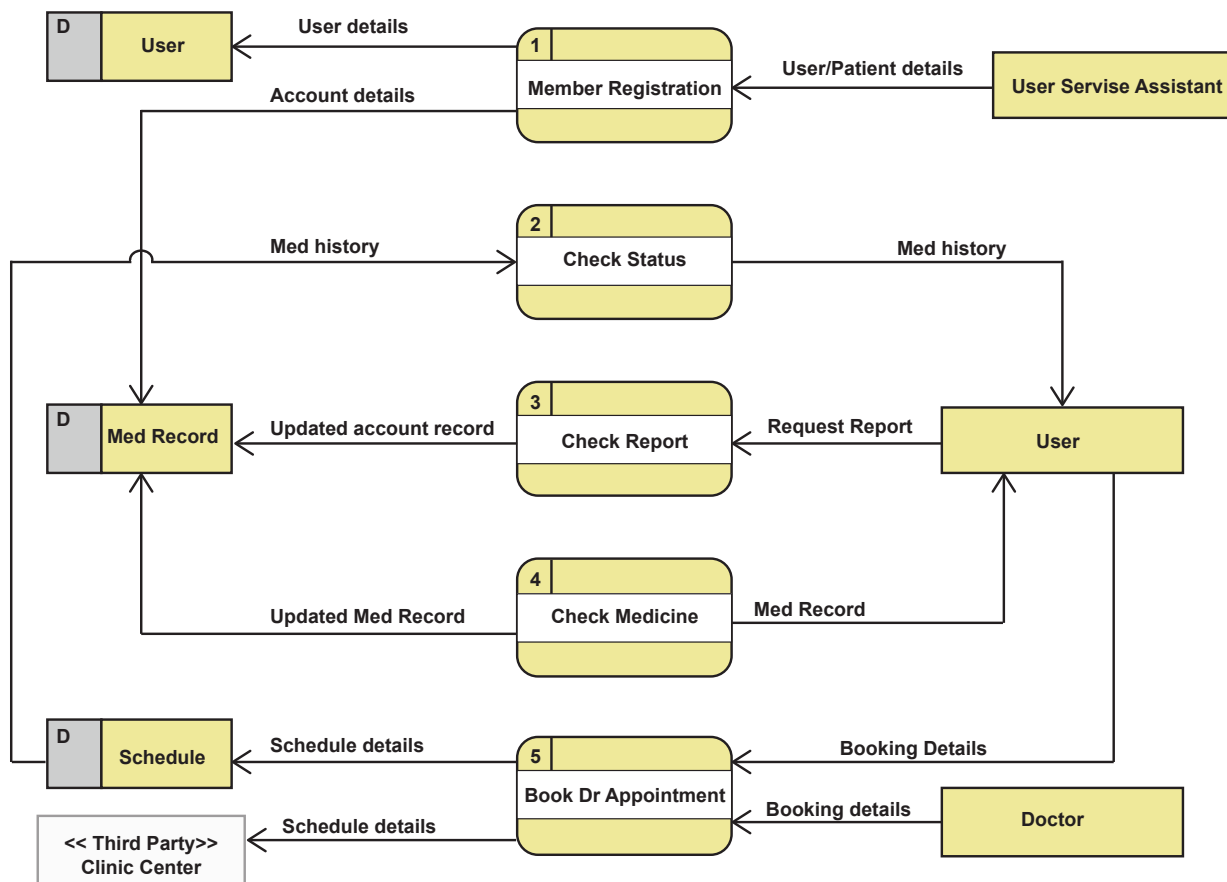 D
User
User details
1
Member Registration
User/Patient details
User Servise Assistant
Account details
2
Med history
Check Status
Med history
D
Med Record
Updated account record
3
Check Report
Request Report
User
4
Updated Med Record
Check Medicine
Med Record
D
Schedule
Schedule details
5
Book Dr Appointment
Booking Details
Booking details
Doctor
Schedule details
<< Third Party>>
Clinic Center